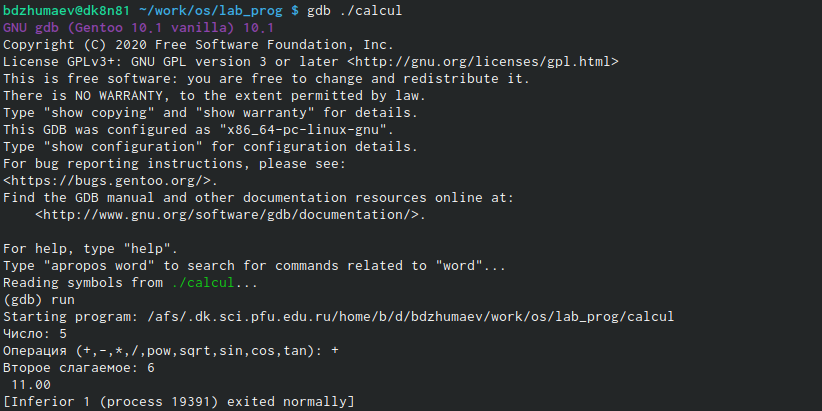 bdzhumaev@dk8n81 ~/work/os/lab_prog $ gdb ./calcul
GNU gdb (Gentoo 10.1 vanilla) 10.1
Copyright (C) 2020 Free Software Foundation, Inc.
License GPLv3+: GNU GPL version 3 or later <http://gnu.org/licenses/gpl.html>
This is free software: you are free to change and redistribute it.
There is NO WARRANTY, to the extent permitted by law.
Type "show copying" and "show warranty" for details.
This GDB was configured as "x86_64-pc-linux-gnu".
Type "show configuration" for configuration details.
For bug reporting instructions, please see:
<https://bugs.gentoo.org/>.
Find the GDB manual and other documentation resources online at:
    <http://www.gnu.org/software/gdb/documentation/>.

For help, type "help".
Type "apropos word" to search for commands related to "word"...
Reading symbols from ./calcul...
(gdb) run
Starting program: /afs/.dk.sci.pfu.edu.ru/home/b/d/bdzhumaev/work/os/lab_prog/calcul
Число: 5
Операция (+,-,*,/,pow,sqrt,sin,cos,tan): +
Второе слагаемое: 6
 11.00
[Inferior 1 (process 19391) exited normally]